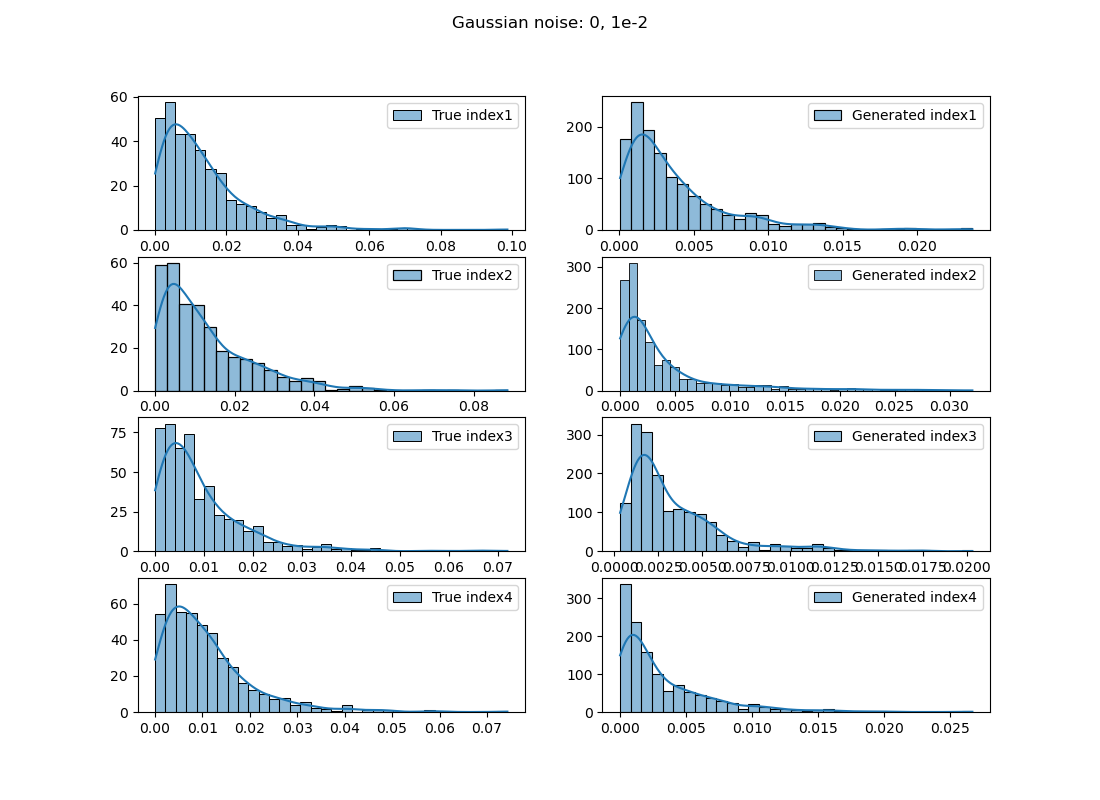 Gaussian noise: 0, 1e-2
60
40
20
0
0.00 0.02 0.04 0.06 0.08 0.10
True index1
200
100
0
0.000 0.005 0.010 0.015 0.020
Generated index1
60
40
20
0
0.00 0.02 0.04 0.06 0.08
True index2
300
200
100
0
0.000 0.005 0.010 0.015 0.020 0.025 0.030
Generated index2
75
50
25
0
0.00 0.01 0.02 0.03 0.04 0.05 0.06 0.07
True index3
300
200
100
0
0.0000 0.0025 0.0050 0.0075 0.0100 0.0125 0.0150 0.0175 0.0200
Generated index3
60
40
20
0
0.00 0.01 0.02 0.03 0.04 0.05 0.06 0.07
True index4
300
200
100
0
0.000 0.005 0.010 0.015 0.020 0.025
Generated index4